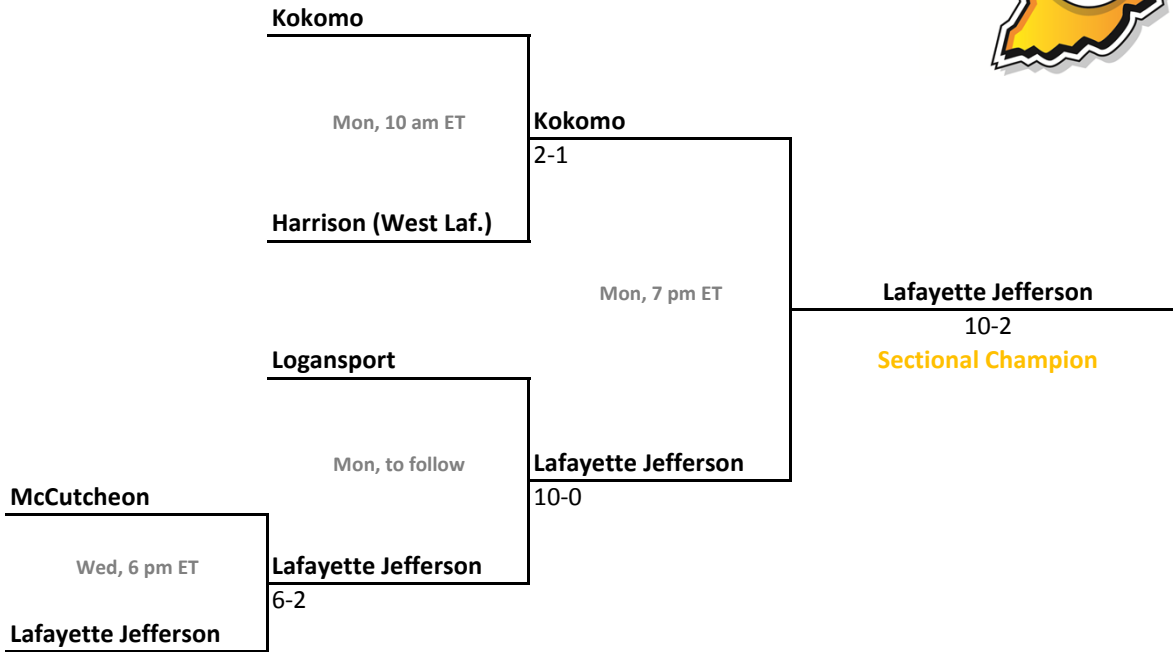 Kokomo
Mon, 10 am ET
Kokomo
2-1
Harrison (West Laf.)
Mon, 7 pm ET
Lafayette Jefferson
10-2
Sectional Champion
Logansport
Mon, to follow
Lafayette Jefferson
10-0
McCutcheon
Wed, 6 pm ET
Lafayette Jefferson
6-2
Lafayette Jefferson